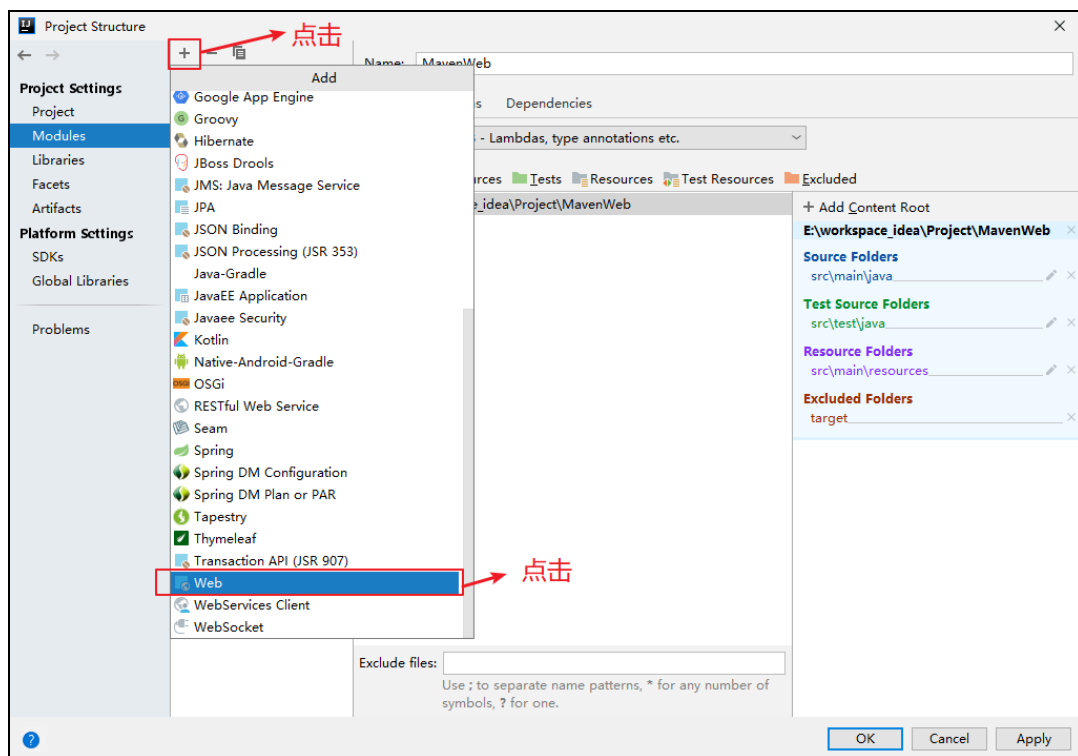 Project Structure
点击
Name: MavenWeb
Project Settings
Project
Modules
Libraries
Facets
Artifacts
Platform Settings
SDKs
Global Libraries
Problems
Add
Google App Engine
Groovy
Hibernate
JBoss Drools
JMS: Java Message Service
JPA
JSON Binding
JSON Processing (JSR 353)
Java-Gradle
JavaEE Application
Javaee Security
Kotlin
Native-Android-Gradle
OSGi
RESTful Web Service
Seam
Spring
Spring DM Configuration
Spring DM Plan or PAR
Tapestry
Thymeleaf
Transaction API (JSR 907)
Web
WebServices Client
WebSocket
点击
Dependencies
- Lambdas, type annotations etc.
Tests Resources Test Resources Excluded
_idea\Project\MavenWeb
+ Add Content Root
E:\workspace_idea\Project\MavenWeb
Source Folders
src\main\java
Test Source Folders
src\test\java
Resource Folders
src\main\resources
Excluded Folders
target
Exclude files:
Use ; to separate name patterns, * for any number of
symbols, ? for one.
?
OK Cancel Apply